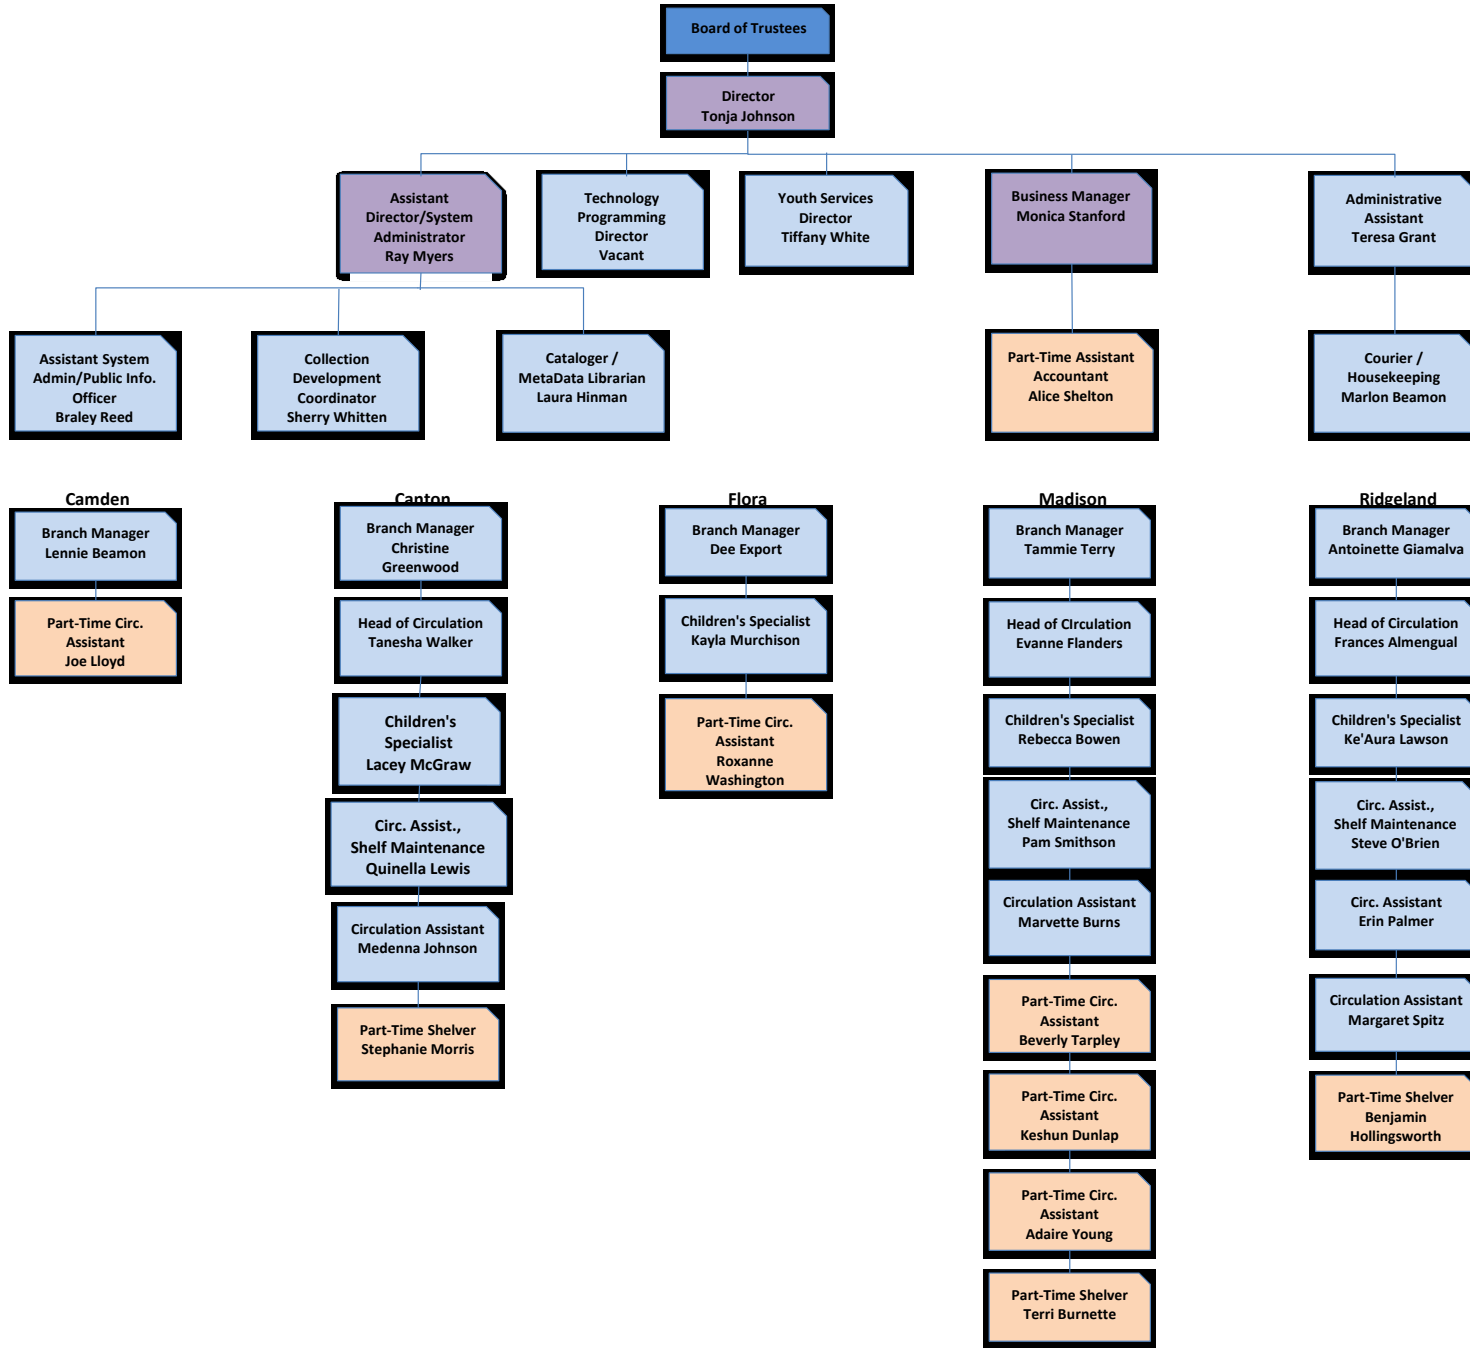 Board of Trustees
Director
Tonja Johnson
Assistant
Director/System
Administrator
Ray Myers
Technology
Programming
Director
Vacant
Youth Services
Director
Tiffany White
Business Manager
Monica Stanford
Administrative
Assistant
Teresa Grant
Assistant System
Admin/Public Info.
Officer
Braley Reed
Collection
Development
Coordinator
Sherry Whitten
Cataloger /
MetaData Librarian
Laura Hinman
Part-Time Assistant
Accountant
Alice Shelton
Courier /
Housekeeping
Marlon Beamon
Camden
Branch Manager
Lennie Beamon
Part-Time Circ.
Assistant
Joe Lloyd
Canton
Branch Manager
Christine
Greenwood
Head of Circulation
Tanesha Walker
Children's
Specialist
Lacey McGraw
Circ. Assist.,
Shelf Maintenance
Quinella Lewis
Circulation Assistant
Medenna Johnson
Part-Time Shelver
Stephanie Morris
Flora
Branch Manager
Dee Export
Children's Specialist
Kayla Murchison
Part-Time Circ.
Assistant
Roxanne
Washington
Madison
Branch Manager
Tammie Terry
Head of CIrculation
Evanne Flanders
Children's Specialist
Rebecca Bowen
Circ. Assist.,
Shelf Maintenance
Pam Smithson
Circulation Assistant
Marvette Burns
Part-Time Circ.
Assistant
Beverly Tarpley
Part-Time Circ.
Assistant
Keshun Dunlap
Part-Time Circ.
Assistant
Adaire Young
Part-Time Shelver
Terri Burnette
Ridgeland
Branch Manager
Antoinette Giamalva
Head of Circulation
Frances Almengual
Children's Specialist
Ke'Aura Lawson
Circ. Assist.,
Shelf Maintenance
Steve O'Brien
Circ. Assistant
Erin Palmer
Circulation Assistant
Margaret Spitz
Part-Time Shelver
Benjamin
Hollingsworth